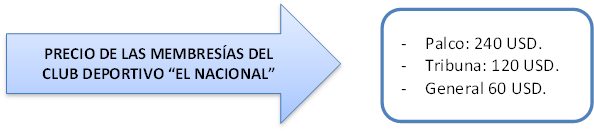 PRECIO DE LAS MEMBRESÍAS DEL
CLUB DEPORTIVO “EL NACIONAL”
- Palco: 240 USD.
- Tribuna: 120 USD.
- General 60 USD.